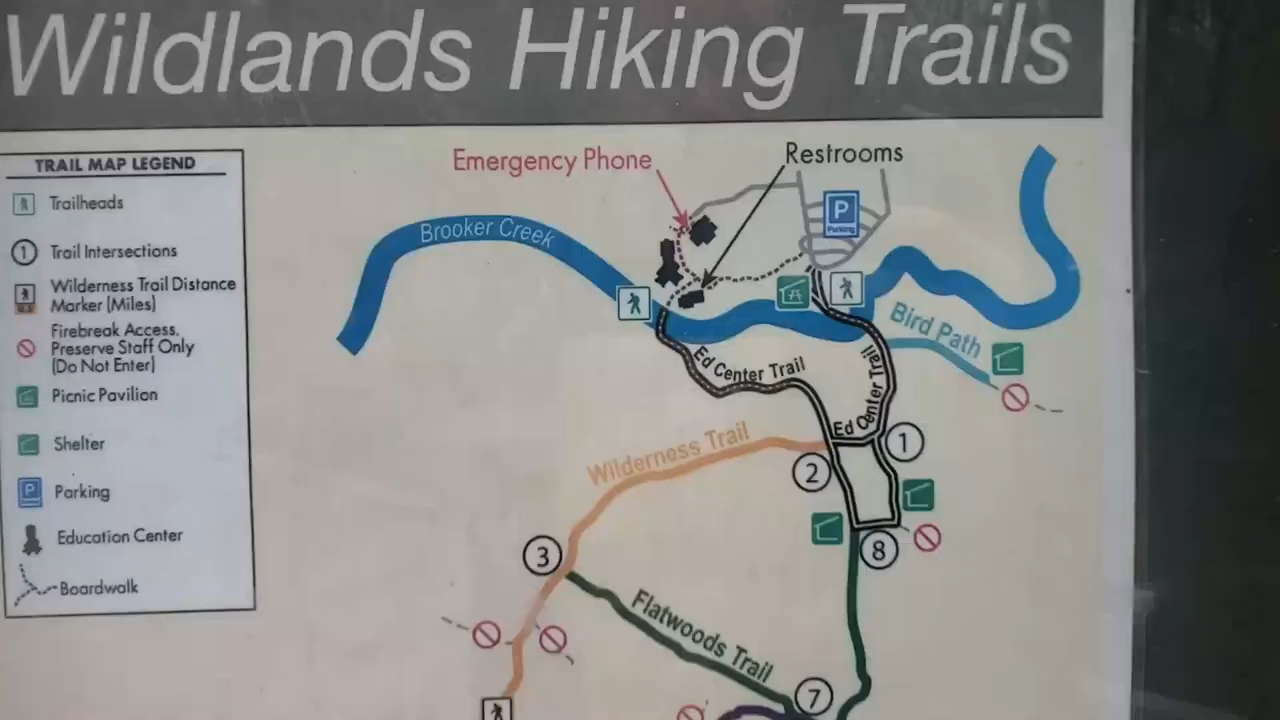 Wildlands Hiking Trails
TRAIL MAP LEGEND
Trailheads
1 Trail Intersections
Wilderness Trail Distance
Marker (Miles)
Firebreak Access,
Preserve Staff Only
(Do Not Enter)
Picnic Pavilion
Shelter
P Parking
Education Center
Boardwalk
Emergency Phone
Restrooms
P
Parking
Brooker Creek
Bird Path
Ed Center Trail
Ed Center Trail
1
Wilderness Trail
2
8
3
Flatwoods Trail
7